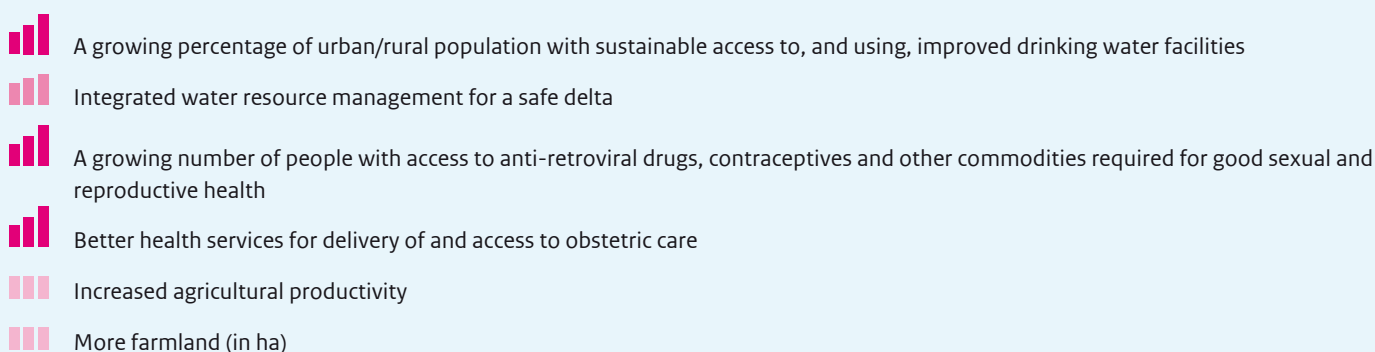 A growing percentage of urban/rural population with sustainable access to, and using, improved drinking water facilities
Integrated water resource management for a safe delta
A growing number of people with access to anti-retroviral drugs, contraceptives and other commodities required for good sexual and
reproductive health
Better health services for delivery of and access to obstetric care
Increased agricultural productivity
More farmland (in ha)